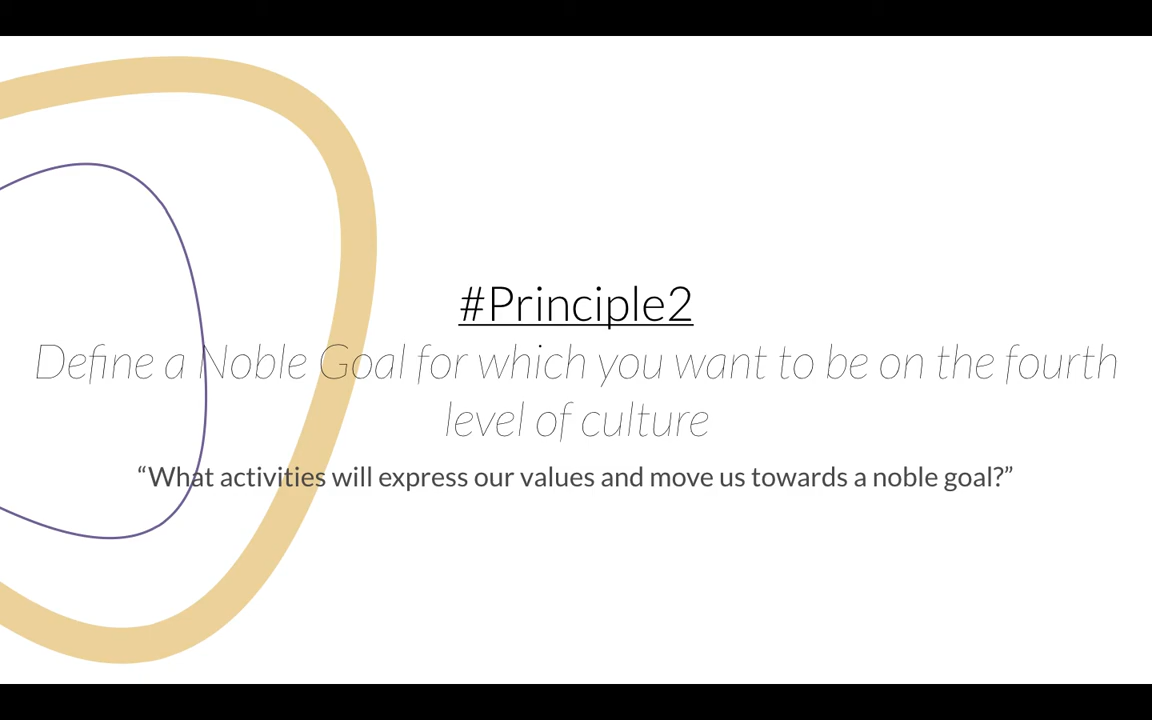 #Principle2
Define a Noble Goal for which you want to be on the fourth
level of culture
“What activities will express our values and move us towards a noble goal?”